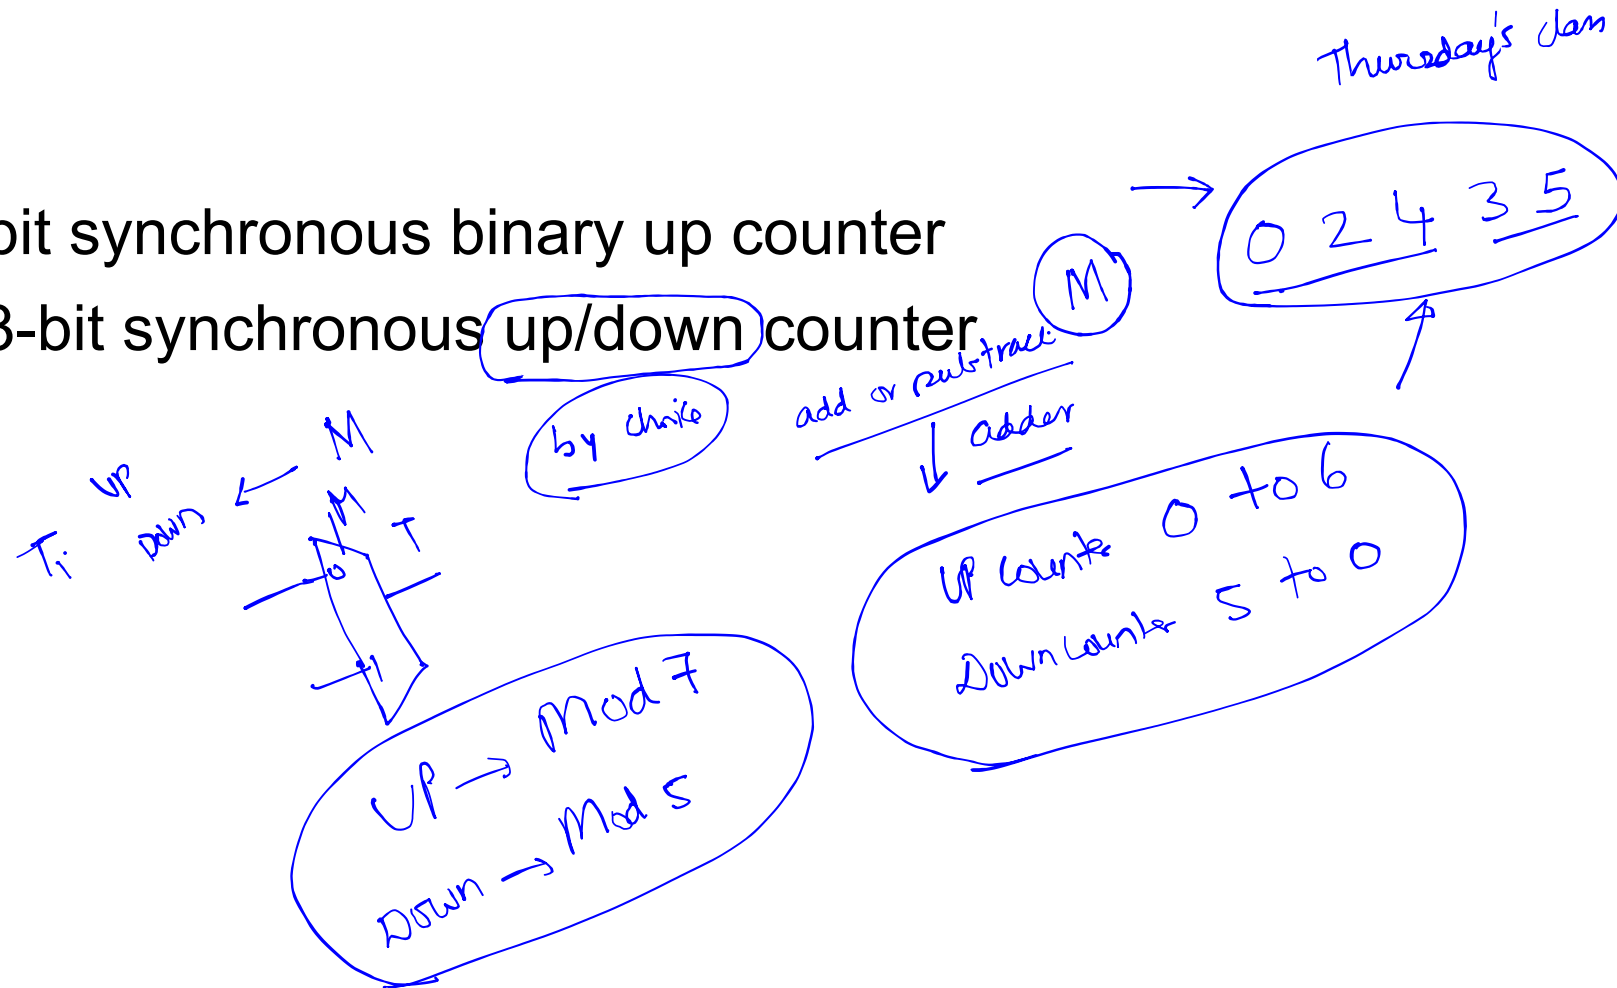 Thursday's class
0 2 4 3 5
bit synchronous binary up counter
M
3-bit synchronous up/down counter
add or subtract
by choice
adder
M
UP
Down
Ti
M
T
0
1
UP Counter 0 to 6
Down Counter 5 to 0
UP → Mod 7
Down → Mod 5